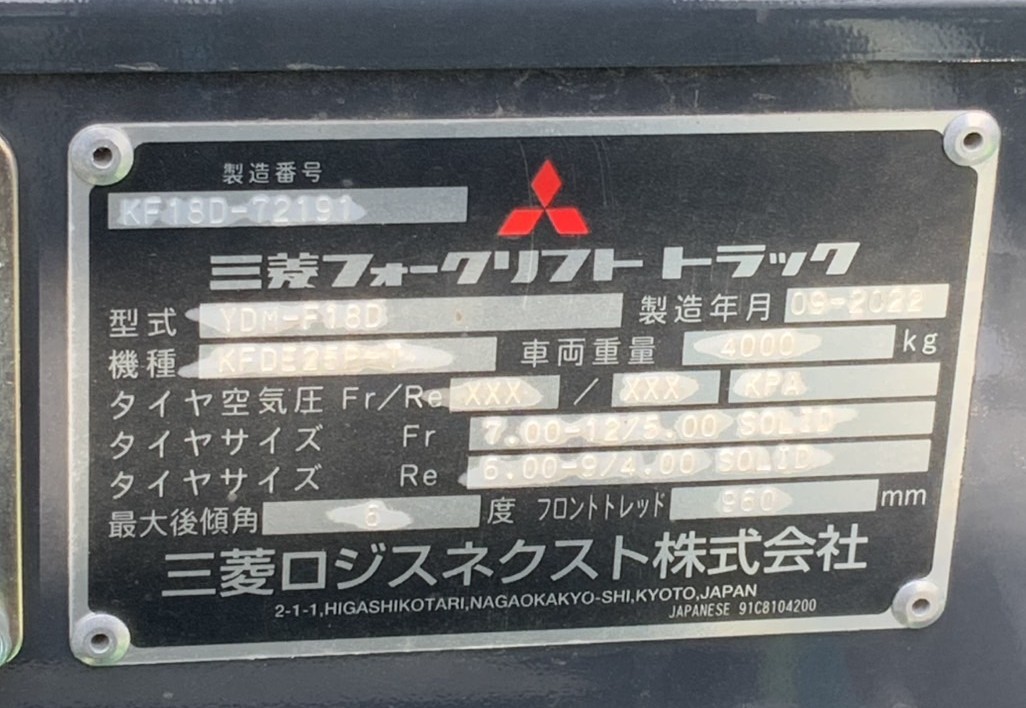 製造番号
KF18D-72191
三菱フォークリフト トラック
型式 YDM-F18D 製造年月 09-2022
機種 車両重量 4000 kg
タイヤ空気圧 Fr/Re XXX / XXX KPA
タイヤサイズ Fr 7.00-12/5.00 SOLID
タイヤサイズ Re 6.00-9/4.00 SOLID
最大後傾角 6 度 フロントトレッド 960 mm
三菱ロジスネクスト株式会社
2-1-1,HIGASHIKOTARI,NAGAOKAKYO-SHI,KYOTO,JAPAN
JAPANESE 91C8104200